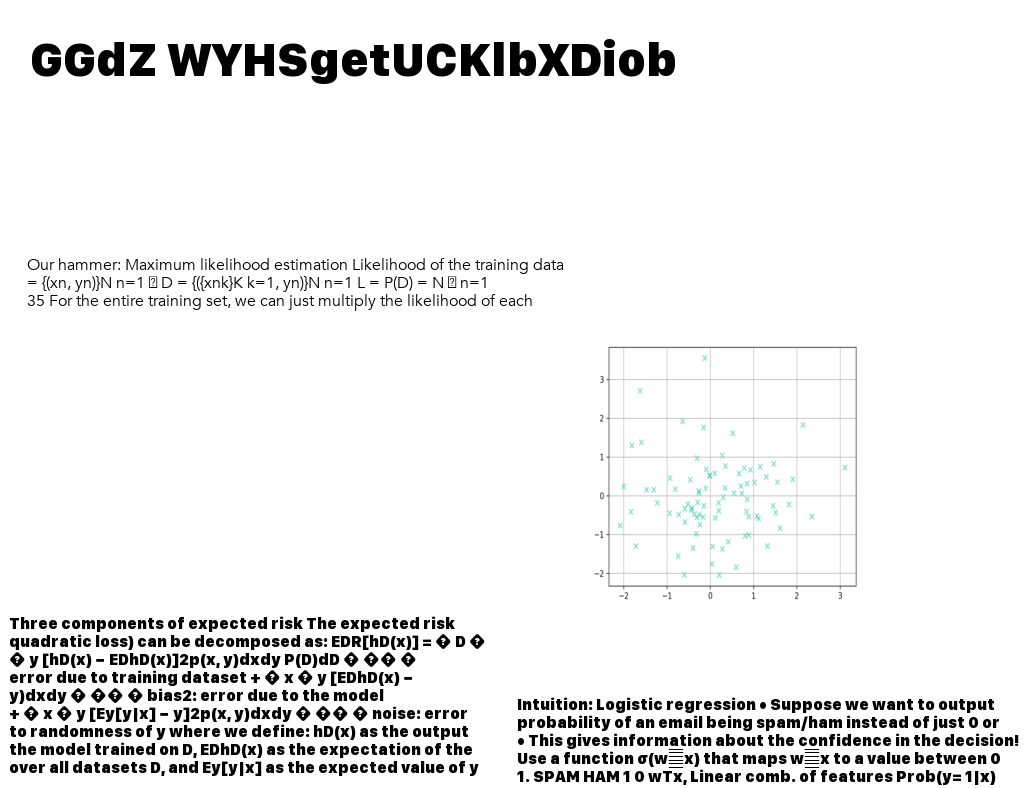 GGdZ WYHSgetUCKlbXDiob
Our hammer: Maximum likelihood estimation Likelihood of the training data
= {(xn, yn)}N n=1 � D = {({xnk}K k=1, yn)}N n=1 L = P(D) = N � n=1
35 For the entire training set, we can just multiply the likelihood of each
3
2
1
0
−1
−2
−2 −1 0 1 2 3
Three components of expected risk The expected risk
quadratic loss) can be decomposed as: EDR[hD(x)] = � D �
� y [hD(x) − EDhD(x)]2p(x, y)dxdy P(D)dD � �� �
error due to training dataset + � x � y [EDhD(x) −
y)dxdy � �� � bias2: error due to the model
+ � x � y [Ey[y|x] − y]2p(x, y)dxdy � �� � noise: error
to randomness of y where we define: hD(x) as the output
the model trained on D, EDhD(x) as the expectation of the
over all datasets D, and Ey[y|x] as the expected value of y
Intuition: Logistic regression • Suppose we want to output
probability of an email being spam/ham instead of just 0 or
• This gives information about the confidence in the decision!
Use a function σ(w𝄚x) that maps w𝄚x to a value between 0
1. SPAM HAM 1 0 wTx, Linear comb. of features Prob(y= 1|x)